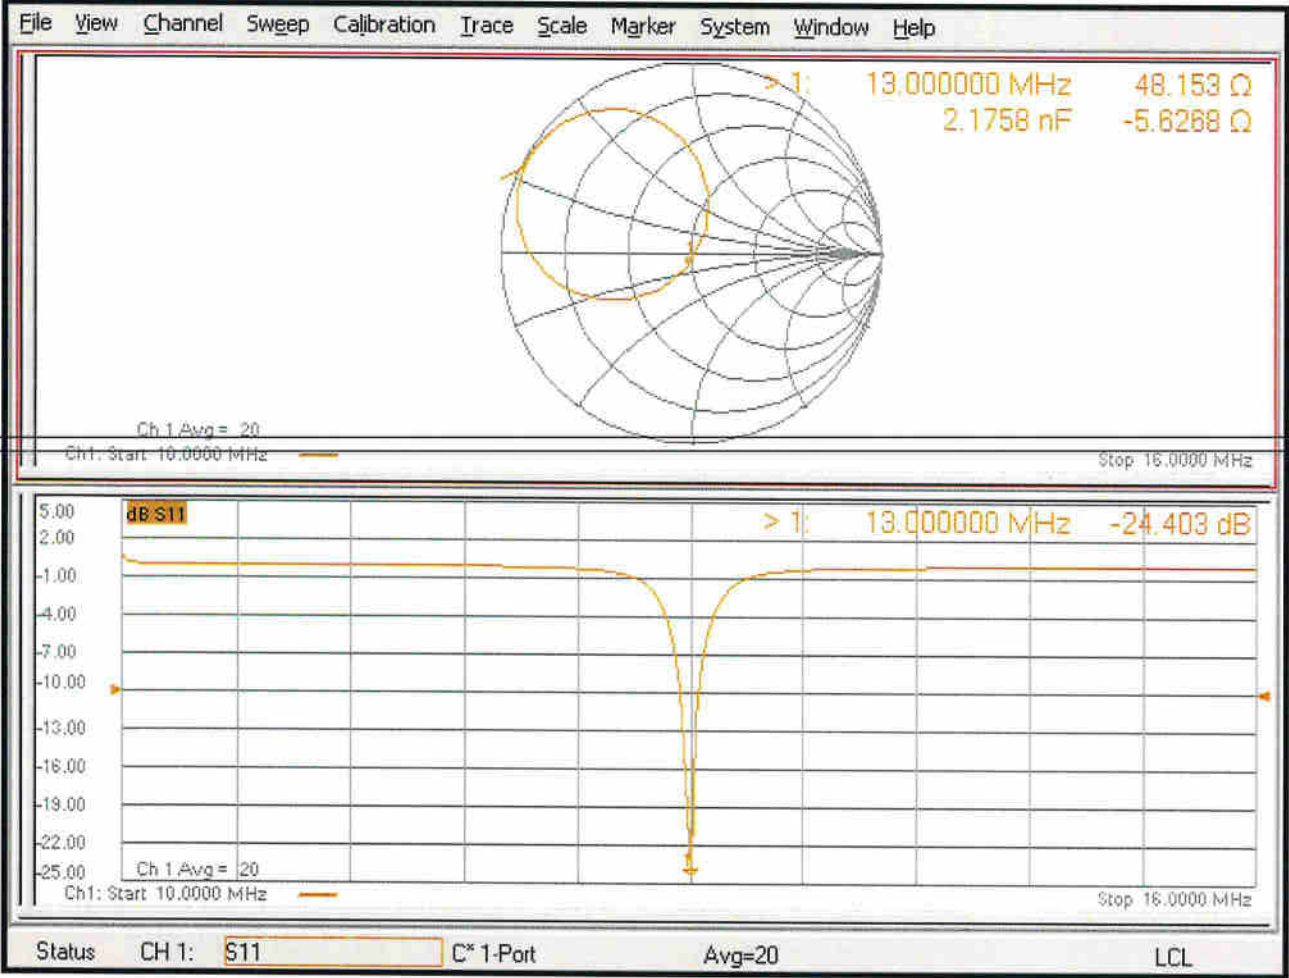 File View Channel Sweep Calibration Trace Scale Marker System Window Help
> 1: 13.000000 MHz 48.153 Ω
2.1758 nF -5.6268 Ω
Ch 1 Avg = 20
Ch1: Start 10.0000 MHz
Stop 16.0000 MHz
5.00
dB S11
> 1: 13.000000 MHz -24.403 dB
2.00
-1.00
-4.00
-7.00
-10.00
-13.00
-16.00
-19.00
-22.00
-25.00
Ch 1 Avg = 20
Ch1: Start 10.0000 MHz
Stop 16.0000 MHz
Status CH 1: S11 C* 1-Port Avg=20 LCL